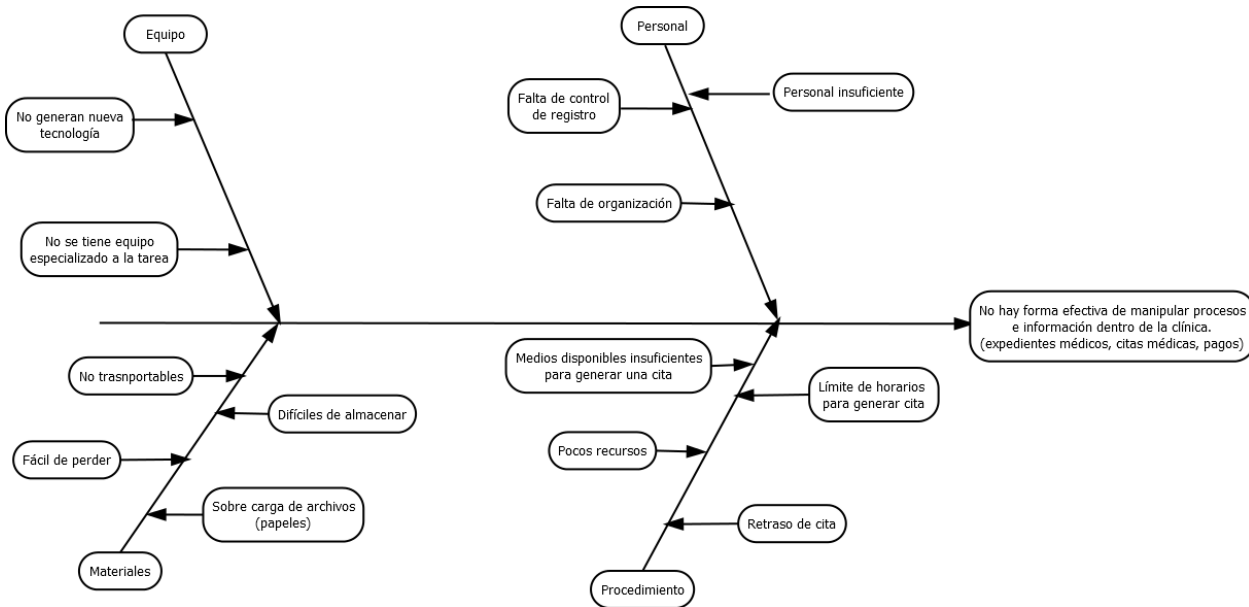 Equipo
Personal
No generan nueva
tecnología
Falta de control
de registro
Personal insuficiente
Falta de organización
No se tiene equipo
especializado a la tarea
No hay forma efectiva de manipular procesos
e información dentro de la clínica.
(expedientes médicos, citas médicas, pagos)
No trasnportables
Medios disponibles insuficientes
para generar una cita
Difíciles de almacenar
Límite de horarios
para generar cita
Fácil de perder
Pocos recursos
Sobre carga de archivos
(papeles)
Retraso de cita
Materiales
Procedimiento